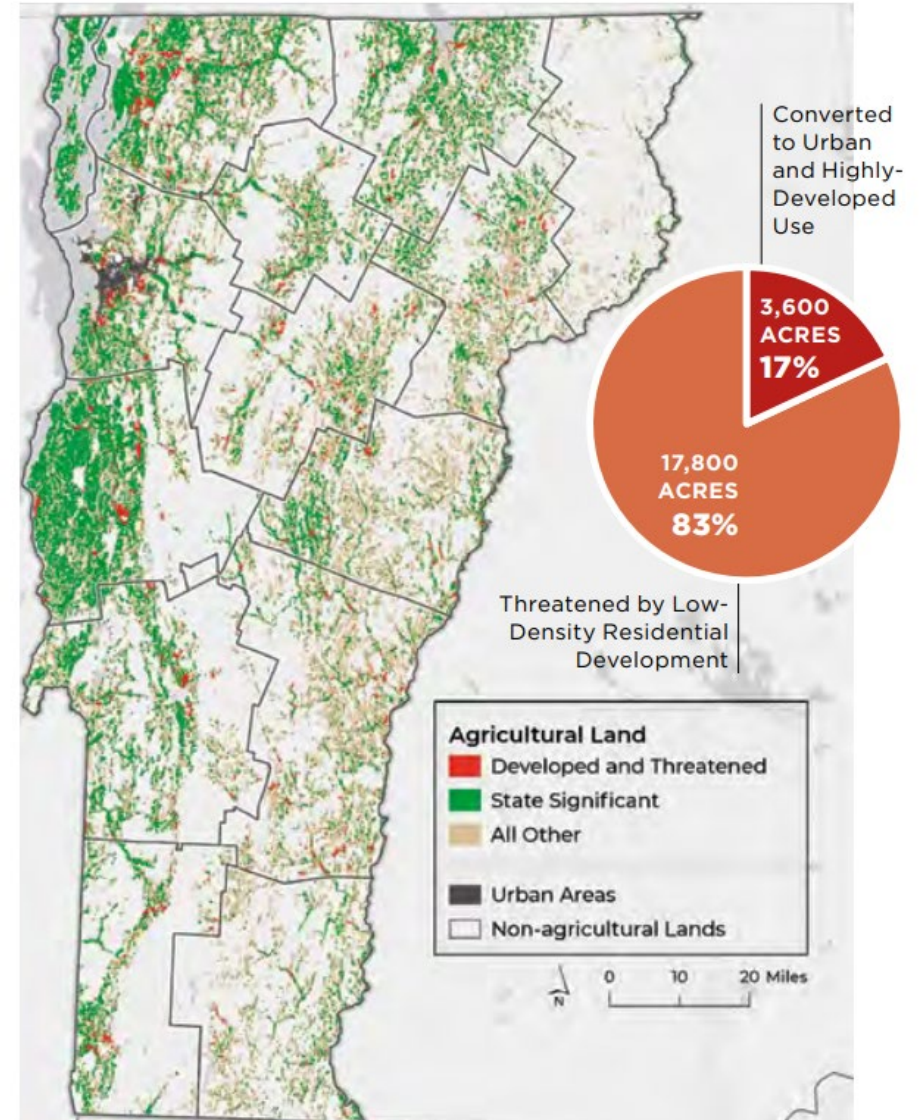 Converted
to Urban
and Highly-
Developed
Use
3,600
ACRES
17%
17,800
ACRES
83%
Threatened by Low-
Density Residential
Development
Agricultural Land
Developed and Threatened
State Significant
All Other
Urban Areas
Non-agricultural Lands
N
0 10 20 Miles